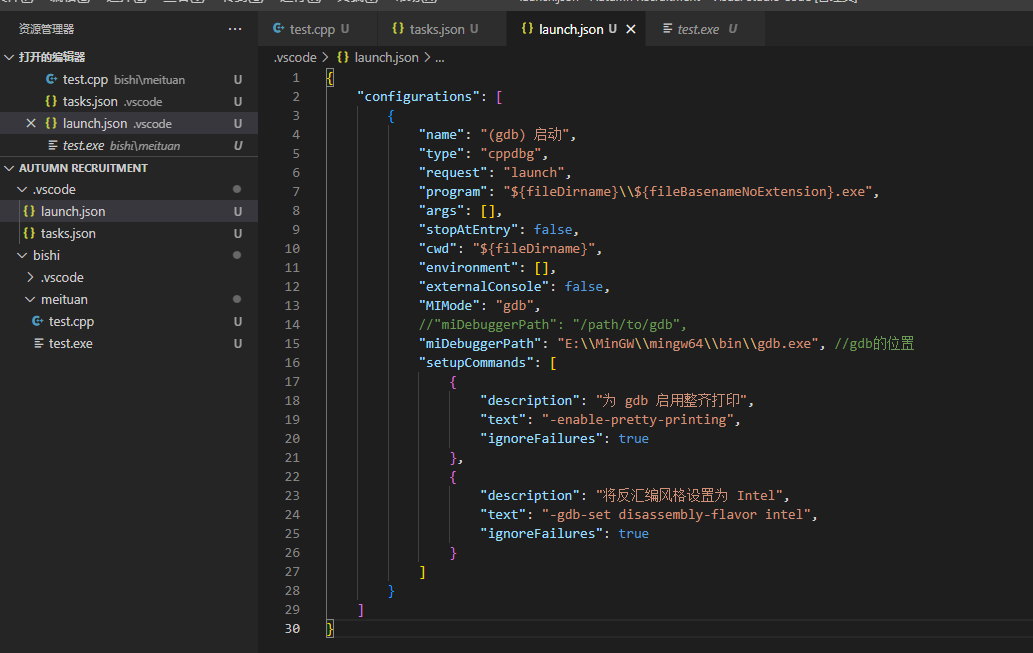 资源管理器
test.cpp U
tasks.json U
launch.json U
test.exe U
.vscode > launch.json > ...
打开的编辑器
test.cpp bishi\meituan U
tasks.json .vscode U
launch.json .vscode U
test.exe bishi\meituan U
AUTUMN RECRUITMENT
.vscode
launch.json U
tasks.json U
bishi
.vscode
meituan
test.cpp U
test.exe U
1 {
2 "configurations": [
3 {
4 "name": "(gdb) 启动",
5 "type": "cppdbg",
6 "request": "launch",
7 "program": "${fileDirname}\\${fileBasenameNoExtension}.exe",
8 "args": [],
9 "stopAtEntry": false,
10 "cwd": "${fileDirname}",
11 "environment": [],
12 "externalConsole": false,
13 "MIMode": "gdb",
14 //"miDebuggerPath": "/path/to/gdb",
15 "miDebuggerPath": "E:\\MinGW\\mingw64\\bin\\gdb.exe", //gdb的位置
16 "setupCommands": [
17 {
18 "description": "为 gdb 启用整齐打印",
19 "text": "-enable-pretty-printing",
20 "ignoreFailures": true
21 },
22 {
23 "description": "将反汇编风格设置为 Intel",
24 "text": "-gdb-set disassembly-flavor intel",
25 "ignoreFailures": true
26 }
27 ]
28 }
29 ]
30 }